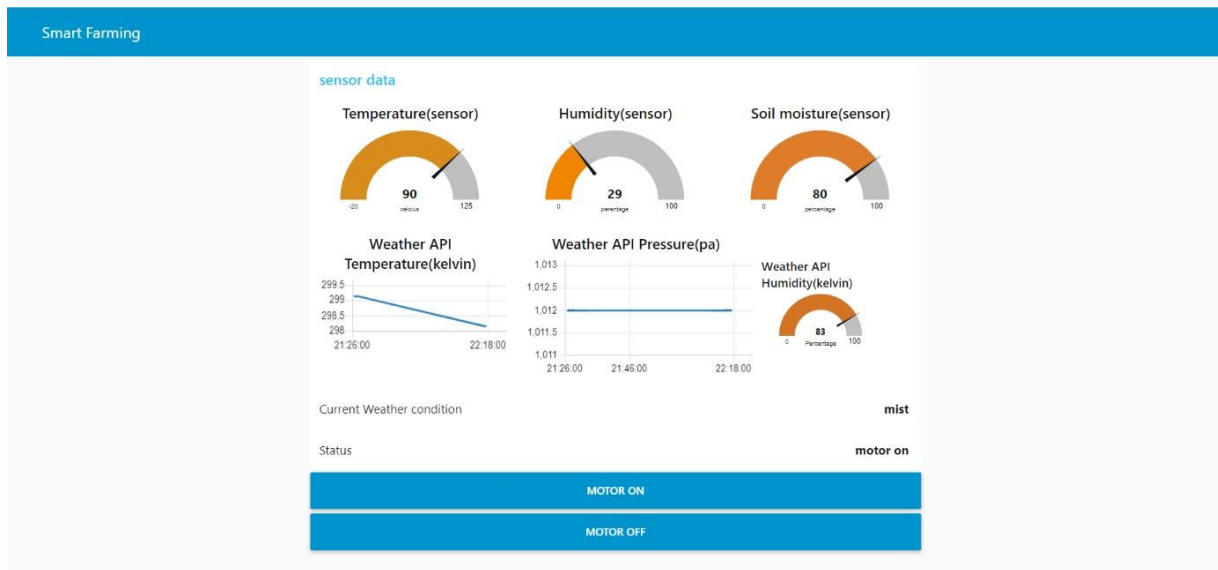 Smart Farming
sensor data
Temperature(sensor)
90
celcius
-20
125
Humidity(sensor)
29
perentage
0
100
Soil moisture(sensor)
80
percentage
0
100
Weather API
Temperature(kelvin)
299.5
299
298.5
298
21:26:00
22:18:00
Weather API Pressure(pa)
1,013
1,012.5
1,012
1,011.5
1,011
21:26:00
21:46:00
22:18:00
Weather API
Humidity(kelvin)
83
Percentage
0
100
Current Weather condition
mist
Status
motor on
MOTOR ON
MOTOR OFF